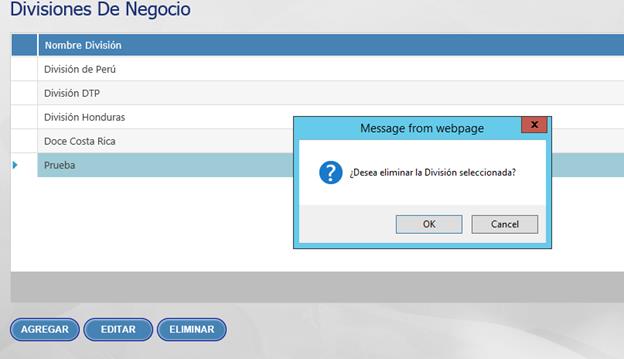 Divisiones De Negocio
Nombre División
División de Perú
División DTP
División Honduras
Doce Costa Rica
Prueba
Message from webpage
x
?
¿Desea eliminar la División seleccionada?
OK Cancel
AGREGAR EDITAR ELIMINAR